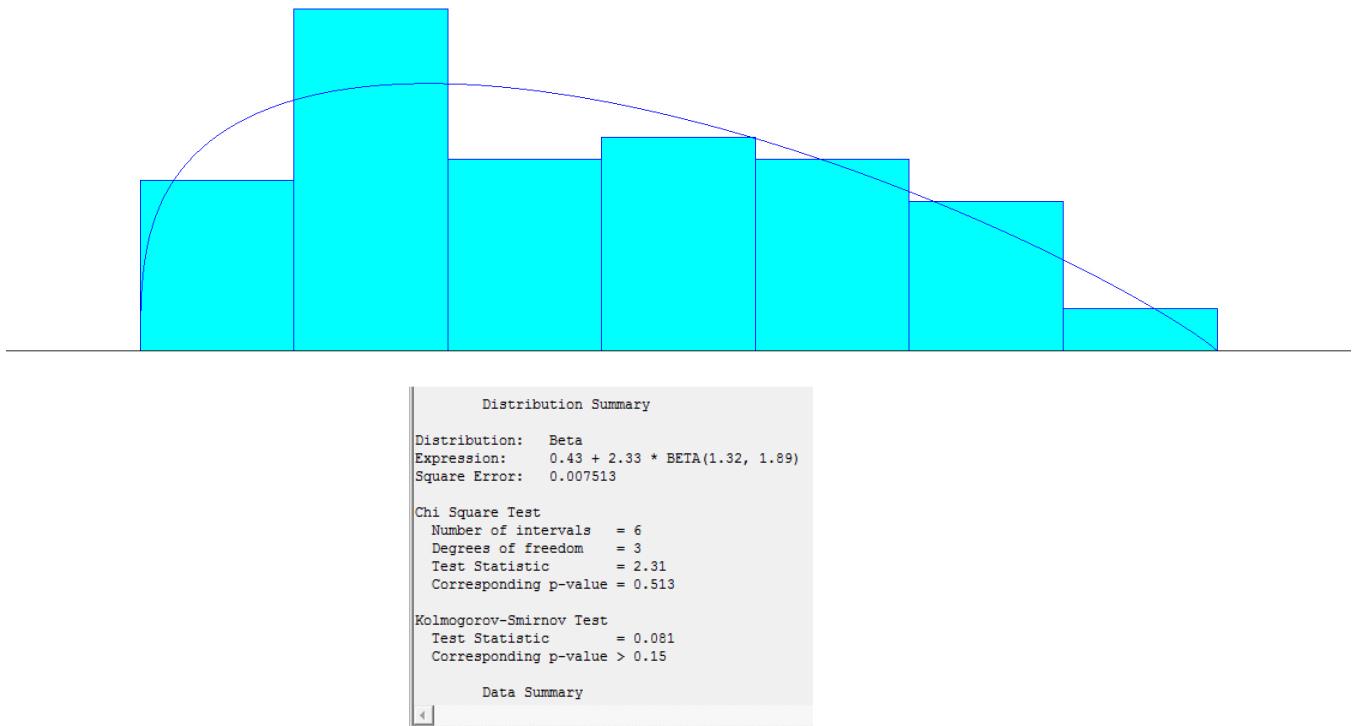 Distribution Summary
Distribution: Beta
Expression: 0.43 + 2.33 * BETA(1.32, 1.89)
Square Error: 0.007513
Chi Square Test
Number of intervals = 6
Degrees of freedom = 3
Test Statistic = 2.31
Corresponding p-value = 0.513
Kolmogorov-Smirnov Test
Test Statistic = 0.081
Corresponding p-value > 0.15
Data Summary